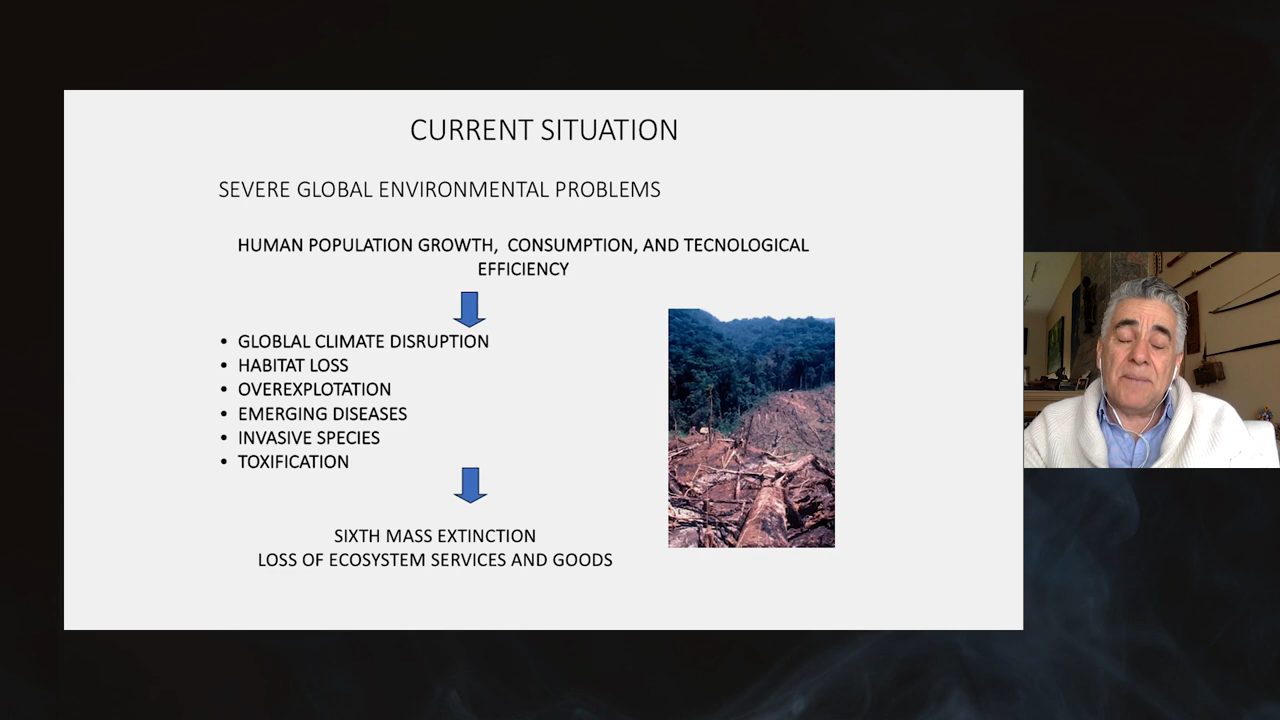 CURRENT SITUATION
SEVERE GLOBAL ENVIRONMENTAL PROBLEMS
HUMAN POPULATION GROWTH, CONSUMPTION, AND TECNOLOGICAL
EFFICIENCY
• GLOBLAL CLIMATE DISRUPTION
• HABITAT LOSS
• OVEREXPLOTATION
• EMERGING DISEASES
• INVASIVE SPECIES
• TOXIFICATION
SIXTH MASS EXTINCTION
LOSS OF ECOSYSTEM SERVICES AND GOODS